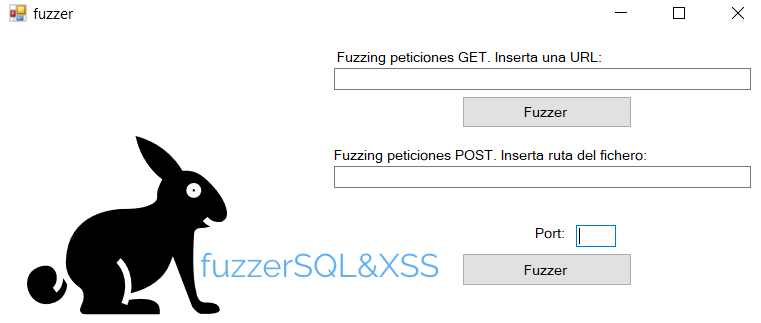 fuzzer
Fuzzing peticiones GET. Inserta una URL:
Fuzzer
Fuzzing peticiones POST. Inserta ruta del fichero:
Port:
fuzzerSQL&XSS
Fuzzer